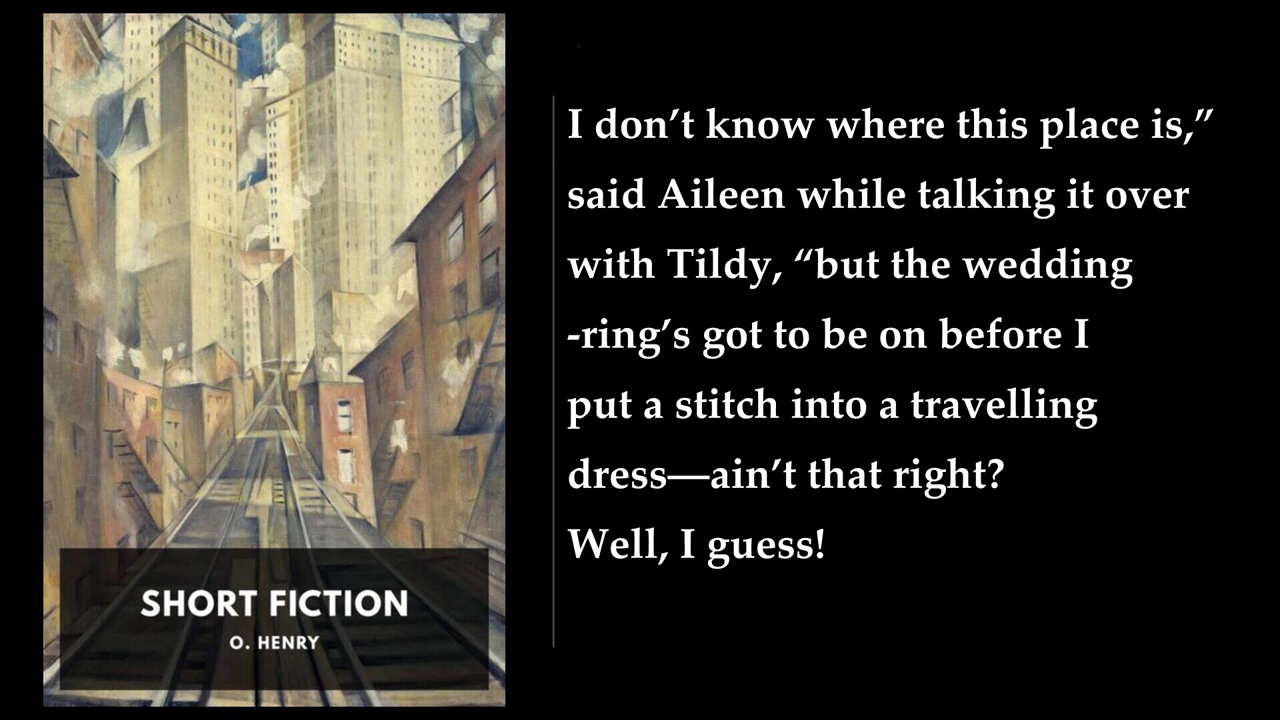 SHORT FICTION
O. HENRY
I don’t know where this place is,”
said Aileen while talking it over
with Tildy, “but the wedding
-ring’s got to be on before I
put a stitch into a travelling
dress—ain’t that right?
Well, I guess!